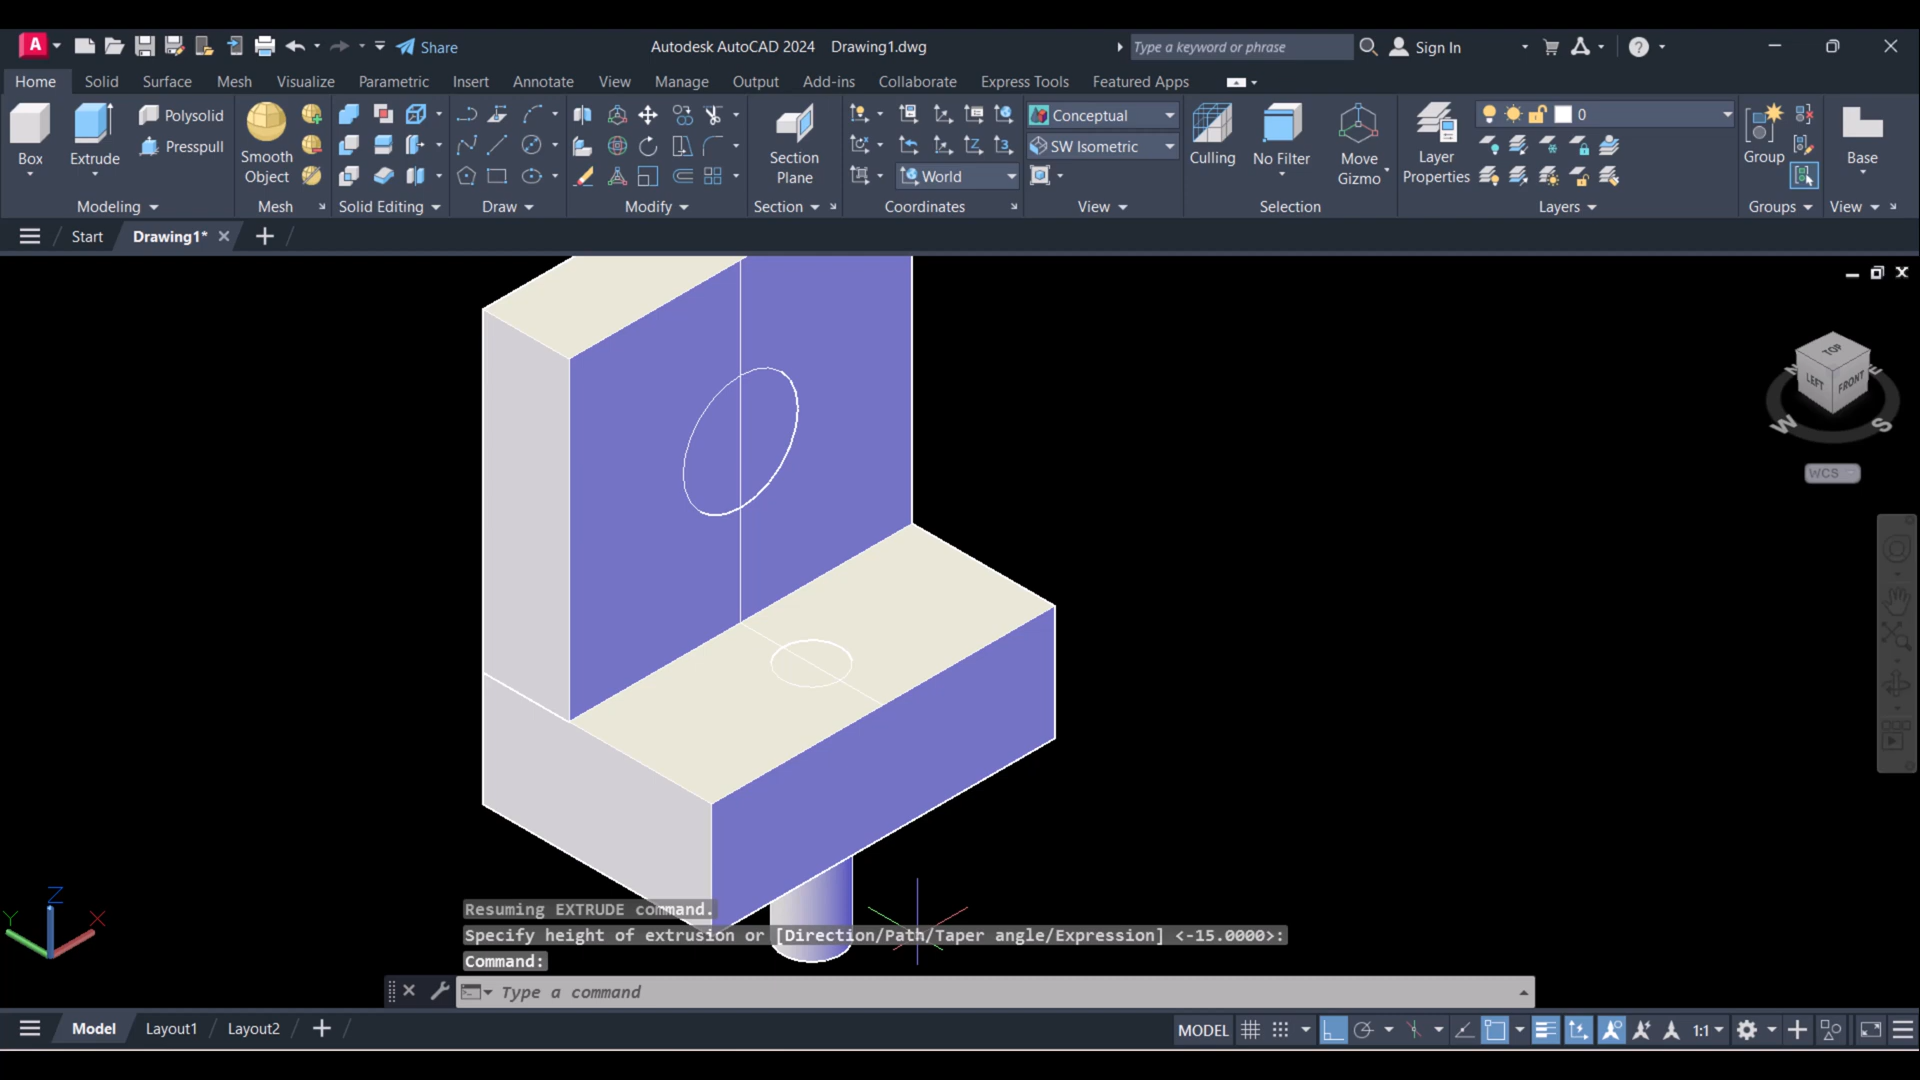 A Share Autodesk AutoCAD 2024 Drawing1.dwg Type a keyword or phrase Sign In
Home Solid Surface Mesh Visualize Parametric Insert Annotate View Manage Output Add-ins Collaborate Express Tools Featured Apps
Box Extrude Polysolid Presspull Smooth Object Section Plane World Conceptual SW Isometric Culling No Filter Move Gizmo Layer Properties 0 Group Base
Modeling Mesh Solid Editing Draw Modify Section Coordinates View Selection Layers Groups View
Start Drawing1* +
TOP
LEFT FRONT
N E
W S
WCS
Z
Y X
Resuming EXTRUDE command.
Specify height of extrusion or [Direction/Path/Taper angle/Expression] <-15.0000>:
Command:
Type a command
Model Layout1 Layout2 + MODEL 1:1